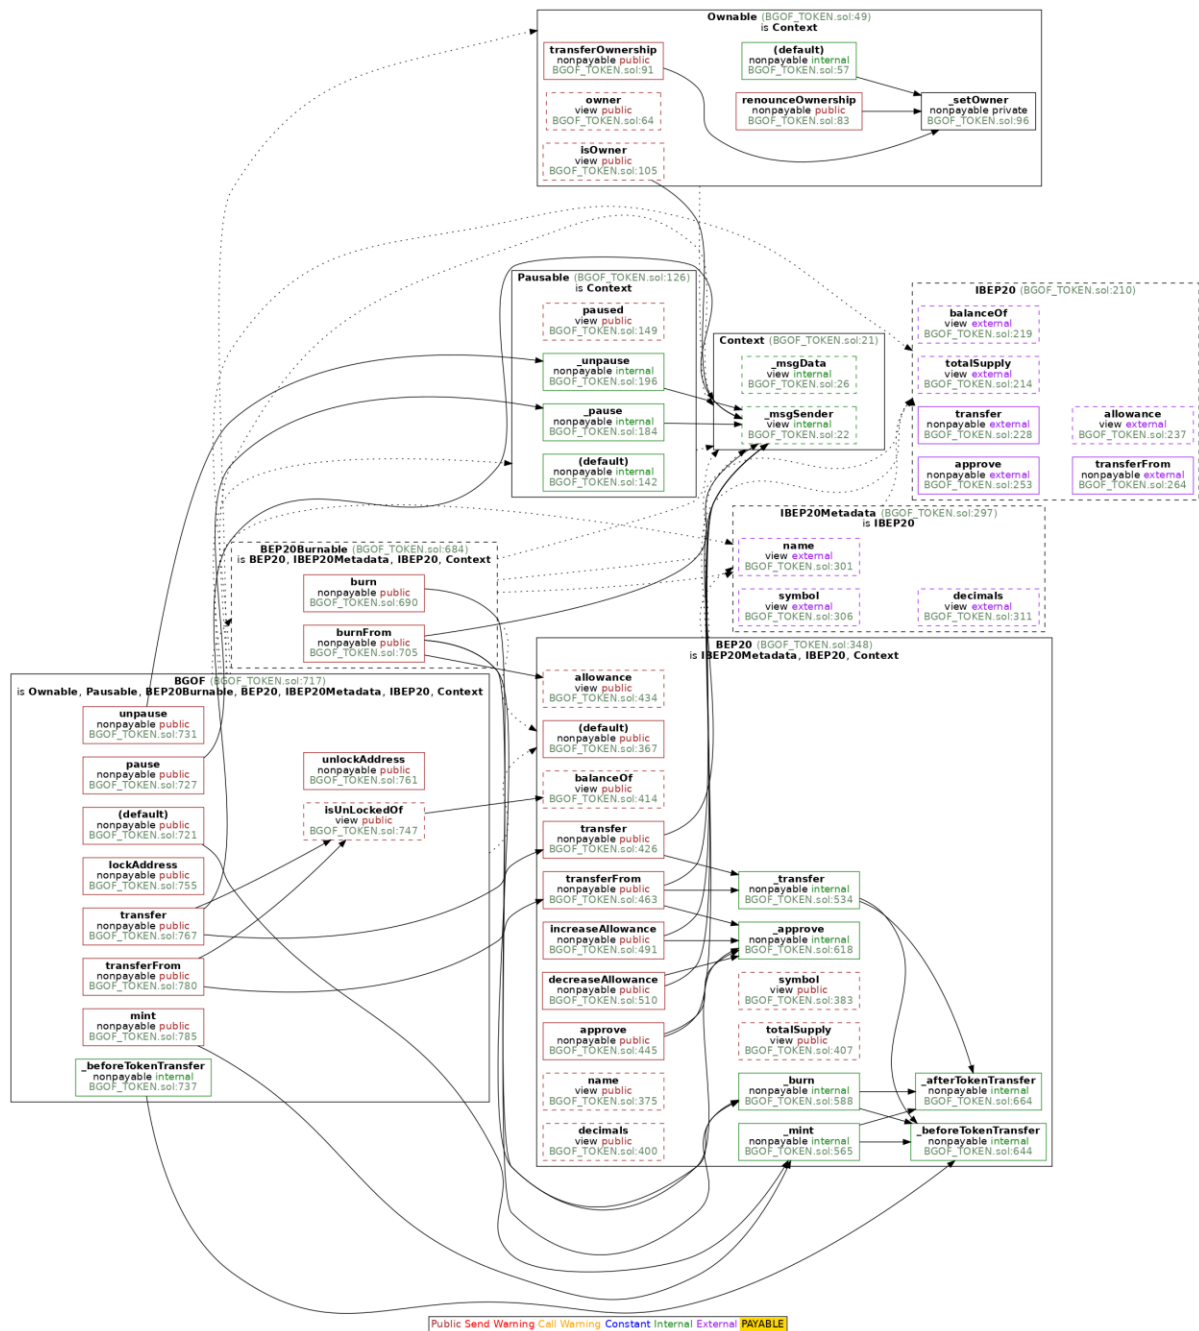 Ownable (BGOF_TOKEN.sol:49)
is Context
transferOwnership
nonpayable public
BGOF_TOKEN.sol:91
(default)
nonpayable internal
BGOF_TOKEN.sol:57
owner
view public
BGOF_TOKEN.sol:64
renounceOwnership
nonpayable public
BGOF_TOKEN.sol:83
_setOwner
nonpayable private
BGOF_TOKEN.sol:96
isOwner
view public
BGOF_TOKEN.sol:105
Pausable (BGOF_TOKEN.sol:126)
is Context
paused
view public
BGOF_TOKEN.sol:149
_unpause
nonpayable internal
BGOF_TOKEN.sol:196
_pause
nonpayable internal
BGOF_TOKEN.sol:184
(default)
nonpayable internal
BGOF_TOKEN.sol:142
Context (BGOF_TOKEN.sol:21)
_msgData
view internal
BGOF_TOKEN.sol:26
_msgSender
view internal
BGOF_TOKEN.sol:22
IBEP20 (BGOF_TOKEN.sol:210)
balanceOf
view external
BGOF_TOKEN.sol:219
totalSupply
view external
BGOF_TOKEN.sol:214
transfer
nonpayable external
BGOF_TOKEN.sol:228
allowance
view external
BGOF_TOKEN.sol:237
approve
nonpayable external
BGOF_TOKEN.sol:253
transferFrom
nonpayable external
BGOF_TOKEN.sol:264
IBEP20Metadata (BGOF_TOKEN.sol:297)
is IBEP20
name
view external
BGOF_TOKEN.sol:301
symbol
view external
BGOF_TOKEN.sol:306
decimals
view external
BGOF_TOKEN.sol:311
BEP20Burnable (BGOF_TOKEN.sol:684)
is BEP20, IBEP20Metadata, IBEP20, Context
burn
nonpayable public
BGOF_TOKEN.sol:690
burnFrom
nonpayable public
BGOF_TOKEN.sol:705
BGOF (BGOF_TOKEN.sol:717)
is Ownable, Pausable, BEP20Burnable, BEP20, IBEP20Metadata, IBEP20, Context
unpause
nonpayable public
BGOF_TOKEN.sol:731
pause
nonpayable public
BGOF_TOKEN.sol:727
unlockAddress
nonpayable public
BGOF_TOKEN.sol:761
(default)
nonpayable public
BGOF_TOKEN.sol:721
isUnLockedOf
view public
BGOF_TOKEN.sol:747
lockAddress
nonpayable public
BGOF_TOKEN.sol:755
transfer
nonpayable public
BGOF_TOKEN.sol:767
transferFrom
nonpayable public
BGOF_TOKEN.sol:780
mint
nonpayable public
BGOF_TOKEN.sol:785
_beforeTokenTransfer
nonpayable internal
BGOF_TOKEN.sol:737
BEP20 (BGOF_TOKEN.sol:348)
is IBEP20Metadata, IBEP20, Context
allowance
view public
BGOF_TOKEN.sol:434
(default)
nonpayable public
BGOF_TOKEN.sol:367
balanceOf
view public
BGOF_TOKEN.sol:414
transfer
nonpayable public
BGOF_TOKEN.sol:426
transferFrom
nonpayable public
BGOF_TOKEN.sol:463
_transfer
nonpayable internal
BGOF_TOKEN.sol:534
increaseAllowance
nonpayable public
BGOF_TOKEN.sol:491
_approve
nonpayable internal
BGOF_TOKEN.sol:618
decreaseAllowance
nonpayable public
BGOF_TOKEN.sol:510
symbol
view public
BGOF_TOKEN.sol:383
approve
nonpayable public
BGOF_TOKEN.sol:445
totalSupply
view public
BGOF_TOKEN.sol:407
name
view public
BGOF_TOKEN.sol:375
_burn
nonpayable internal
BGOF_TOKEN.sol:588
_afterTokenTransfer
nonpayable internal
BGOF_TOKEN.sol:664
decimals
view public
BGOF_TOKEN.sol:400
_mint
nonpayable internal
BGOF_TOKEN.sol:565
_beforeTokenTransfer
nonpayable internal
BGOF_TOKEN.sol:644
Public Send Warning Call Warning Constant Internal External PAYABLE